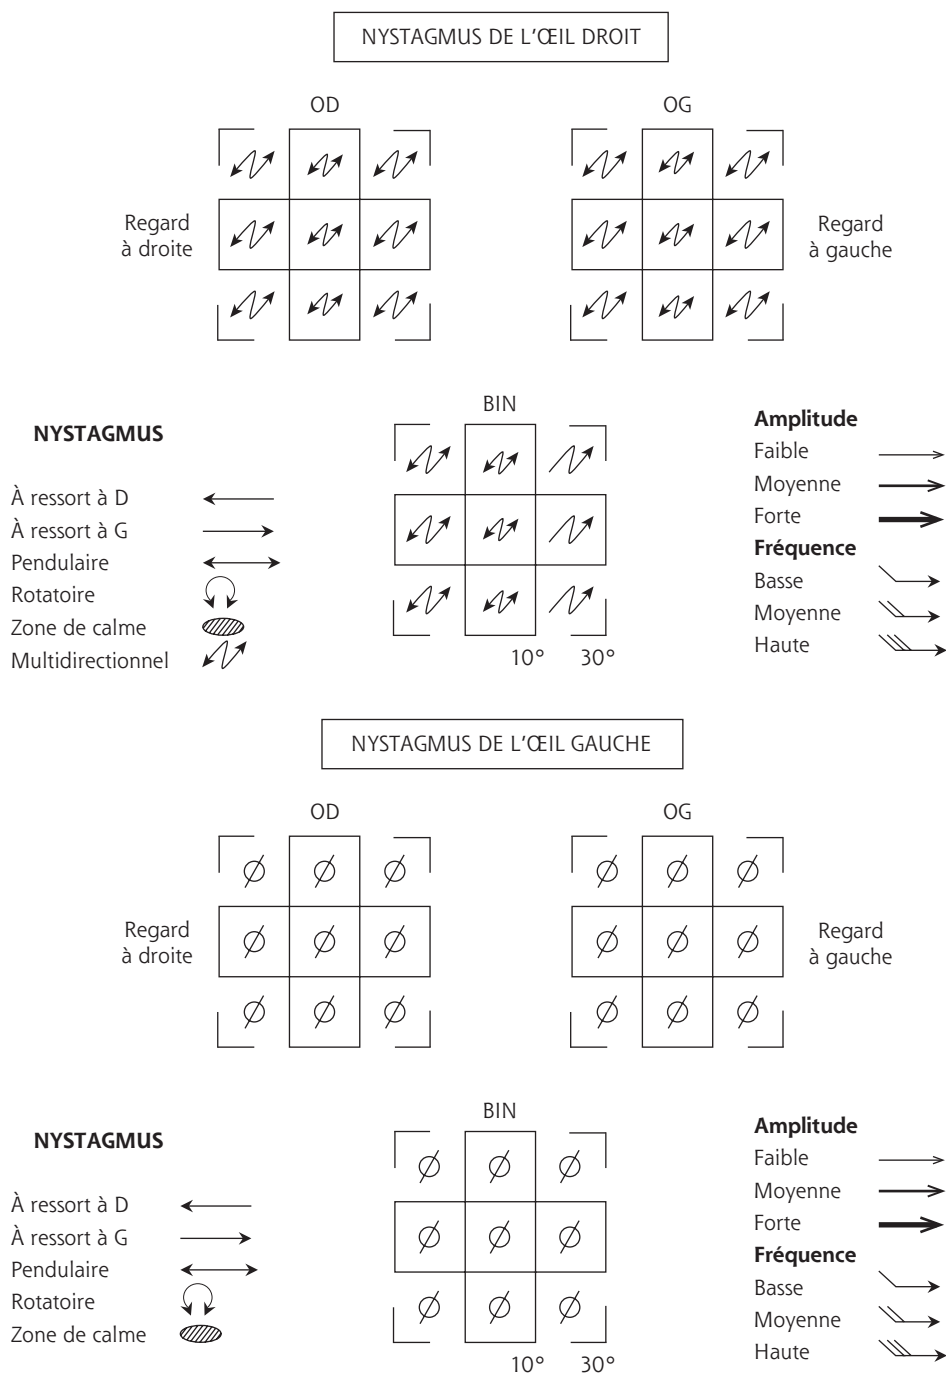 NYSTAGMUS DE L'ŒIL DROIT
OD
OG
Regard
à droite
Regard
à gauche
BIN
10° 30°
NYSTAGMUS
À ressort à D
À ressort à G
Pendulaire
Rotatoire
Zone de calme
Multidirectionnel
Amplitude
Faible
Moyenne
Forte
Fréquence
Basse
Moyenne
Haute
NYSTAGMUS DE L'ŒIL GAUCHE
OD
OG
Regard
à droite
Regard
à gauche
BIN
10° 30°
NYSTAGMUS
À ressort à D
À ressort à G
Pendulaire
Rotatoire
Zone de calme
Amplitude
Faible
Moyenne
Forte
Fréquence
Basse
Moyenne
Haute